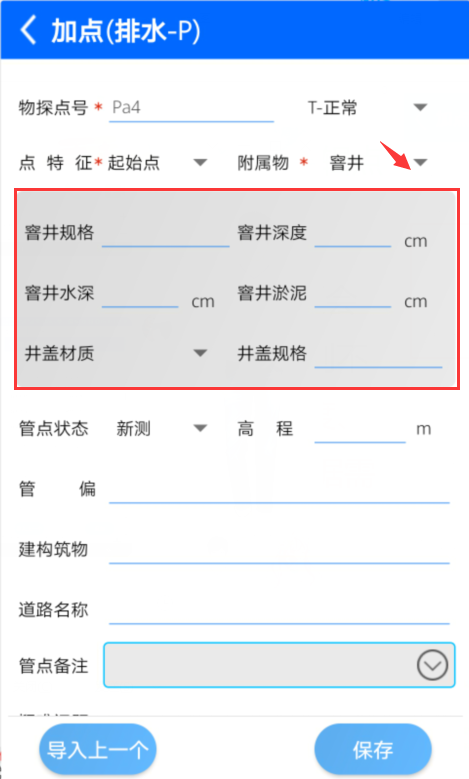 加点(排水-P)
物探点号 * Pa4 T-正常
点 特 征* 起始点 附属物 * 窨井
窨井规格 窨井深度 cm
窨井水深 cm 窨井淤泥 cm
井盖材质 井盖规格
管点状态 新测 高 程 m
管 偏
建构筑物
道路名称
管点备注
导入上一个 保存